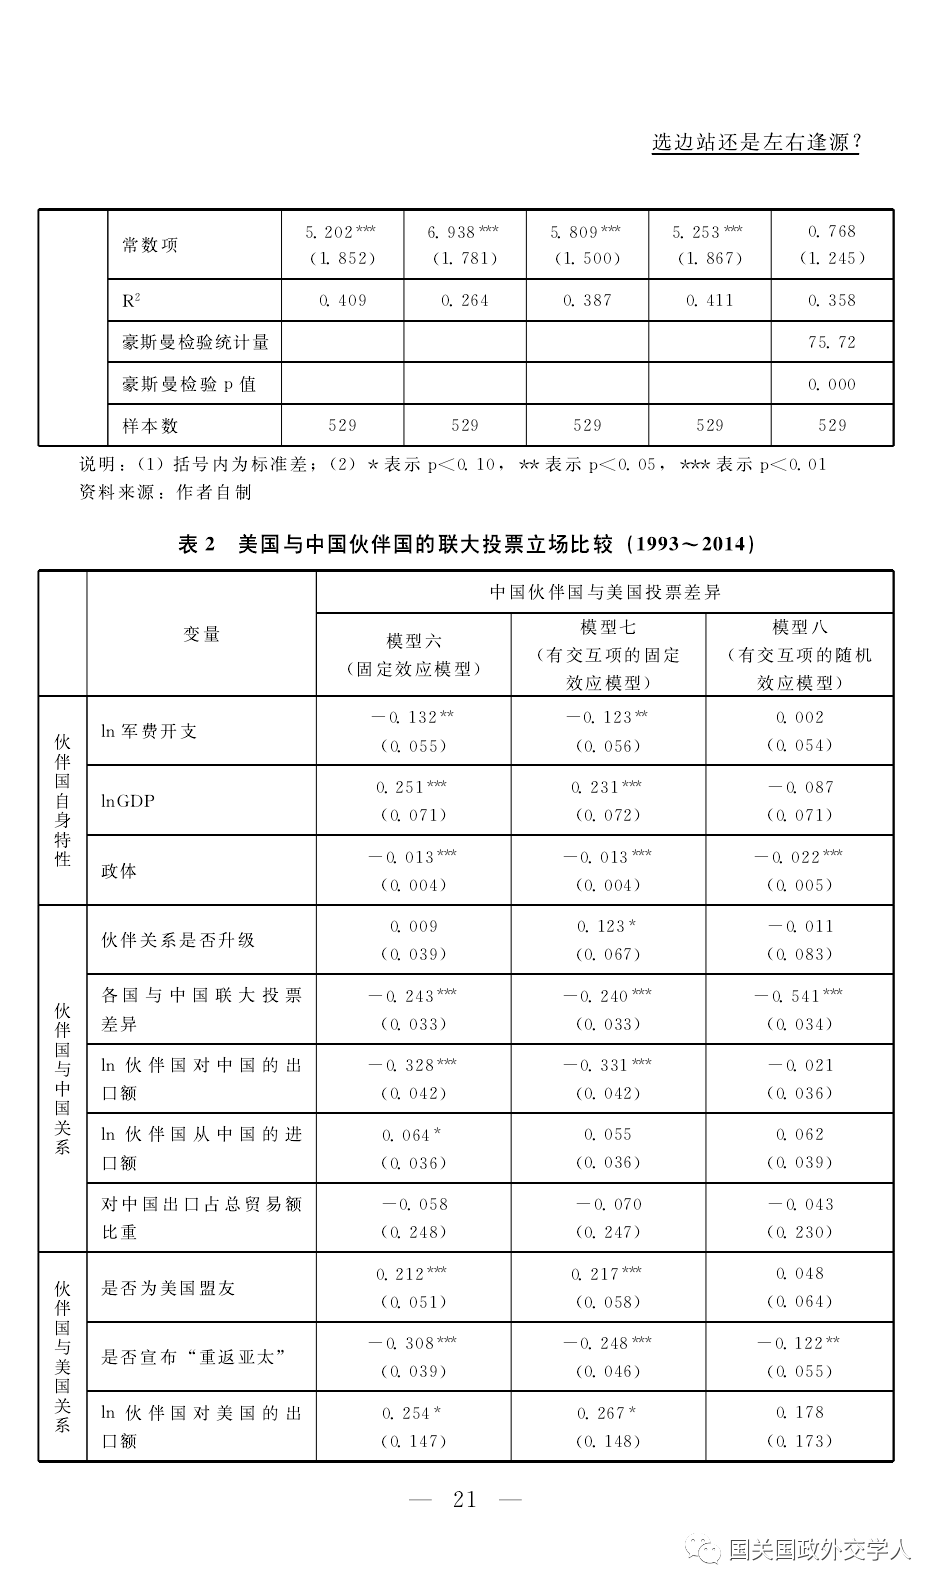 选边站还是左右逢源?
常数项 5.202*** 6.938*** 5.809*** 5.253*** 0.768
(1.852) (1.781) (1.500) (1.867) (1.245)
R² 0.409 0.264 0.387 0.411 0.358
豪斯曼检验统计量 75.72
豪斯曼检验 p 值 0.000
样本数 529 529 529 529 529
说明:(1)括号内为标准差;(2)*表示 p<0.10,**表示 p<0.05,***表示 p<0.01
资料来源:作者自制
表 2 美国与中国伙伴国的联大投票立场比较(1993~2014)
变量
中国伙伴国与美国投票差异
模型六
(固定效应模型)
模型七
(有交互项的固定
效应模型)
模型八
(有交互项的随机
效应模型)
伙伴国自身特性
ln 军费开支 -0.132** -0.123** 0.002
(0.055) (0.056) (0.054)
lnGDP 0.251*** 0.231*** -0.087
(0.071) (0.072) (0.071)
政体 -0.013*** -0.013*** -0.022***
(0.004) (0.004) (0.005)
伙伴国与中国关系
伙伴关系是否升级 0.009 0.123* -0.011
(0.039) (0.067) (0.083)
各国与中国联大投票 -0.243*** -0.240*** -0.541***
差异 (0.033) (0.033) (0.034)
ln 伙伴国对中国的出 -0.328*** -0.331*** -0.021
口额 (0.042) (0.042) (0.036)
ln 伙伴国从中国的进 0.064* 0.055 0.062
口额 (0.036) (0.036) (0.039)
对中国出口占总贸易额 -0.058 -0.070 -0.043
比重 (0.248) (0.247) (0.230)
伙伴国与美国关系
是否为美国盟友 0.212*** 0.217*** 0.048
(0.051) (0.058) (0.064)
是否宣布“重返亚太” -0.308*** -0.248*** -0.122**
(0.039) (0.046) (0.055)
ln 伙伴国对美国的出 0.254* 0.267* 0.178
口额 (0.147) (0.148) (0.173)
— 21 —
国关国政外交学人